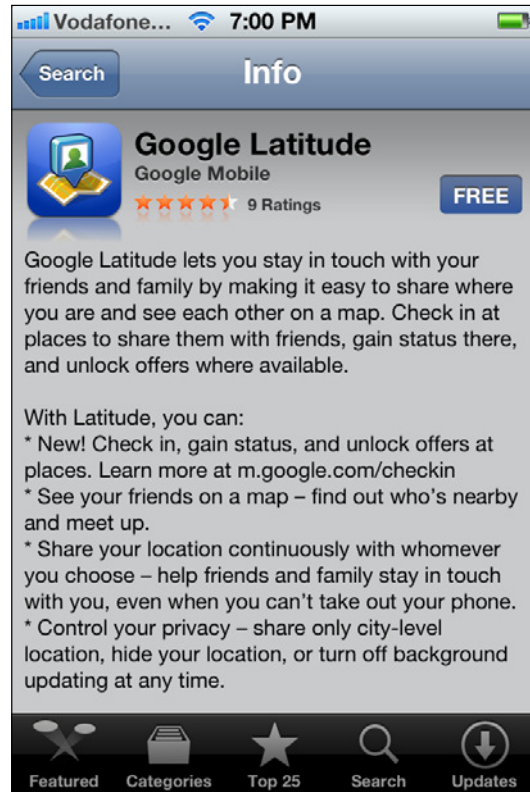 Vodafone... 7:00 PM
Search Info
Google Latitude
Google Mobile
9 Ratings FREE
Google Latitude lets you stay in touch with your
friends and family by making it easy to share where
you are and see each other on a map. Check in at
places to share them with friends, gain status there,
and unlock offers where available.
With Latitude, you can:
* New! Check in, gain status, and unlock offers at
places. Learn more at m.google.com/checkin
* See your friends on a map – find out who’s nearby
and meet up.
* Share your location continuously with whomever
you choose – help friends and family stay in touch
with you, even when you can’t take out your phone.
* Control your privacy – share only city-level
location, hide your location, or turn off background
updating at any time.
Featured Categories Top 25 Search Updates